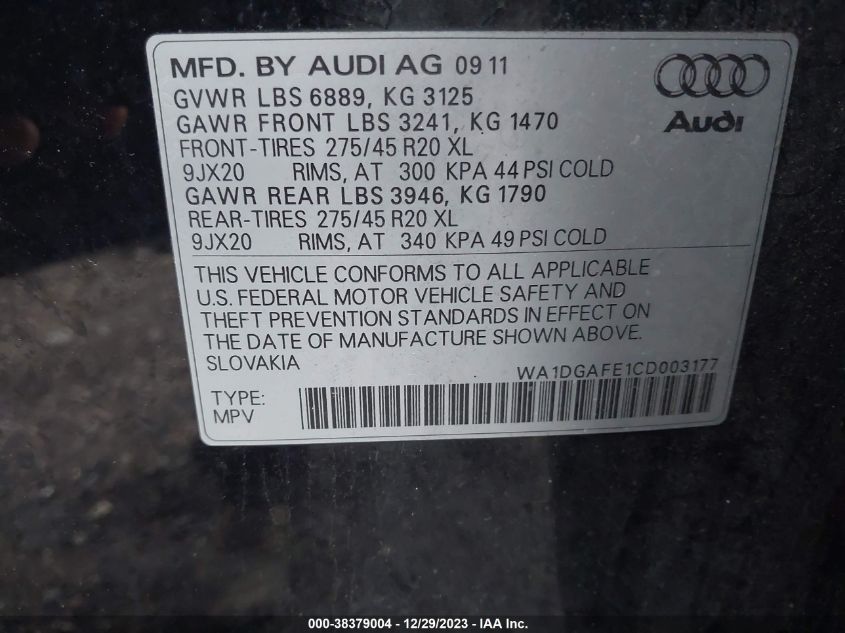 MFD. BY AUDI AG 09 11
GVWR LBS 6889, KG 3125
GAWR FRONT LBS 3241, KG 1470
FRONT-TIRES 275/45 R20 XL
9JX20 RIMS, AT 300 KPA 44 PSI COLD
GAWR REAR LBS 3946, KG 1790
REAR-TIRES 275/45 R20 XL
9JX20 RIMS, AT 340 KPA 49 PSI COLD
Audi
THIS VEHICLE CONFORMS TO ALL APPLICABLE
U.S. FEDERAL MOTOR VEHICLE SAFETY AND
THEFT PREVENTION STANDARDS IN EFFECT ON
THE DATE OF MANUFACTURE SHOWN ABOVE.
SLOVAKIA
WA1DGAFE1CD003177
TYPE:
MPV
000-38379004 - 12/29/2023 - IAA Inc.